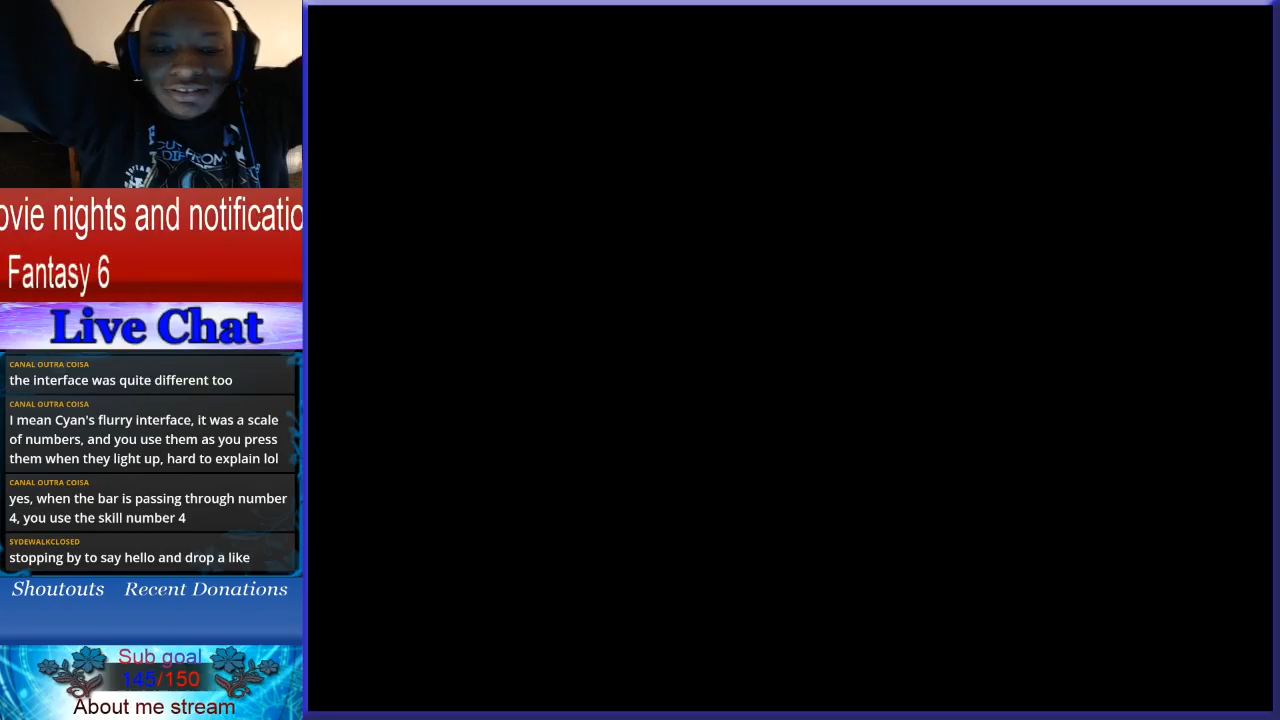 ovie nights and notificatio
Fantasy 6
Live Chat
CANAL OUTRA COISA
the interface was quite different too
CANAL OUTRA COISA
I mean Cyan's flurry interface, it was a scale
of numbers, and you use them as you press
them when they light up, hard to explain lol
CANAL OUTRA COISA
yes, when the bar is passing through number
4, you use the skill number 4
SYDEWALKCLOSED
stopping by to say hello and drop a like
Shoutouts Recent Donations
Sub goal
145/150
About me stream